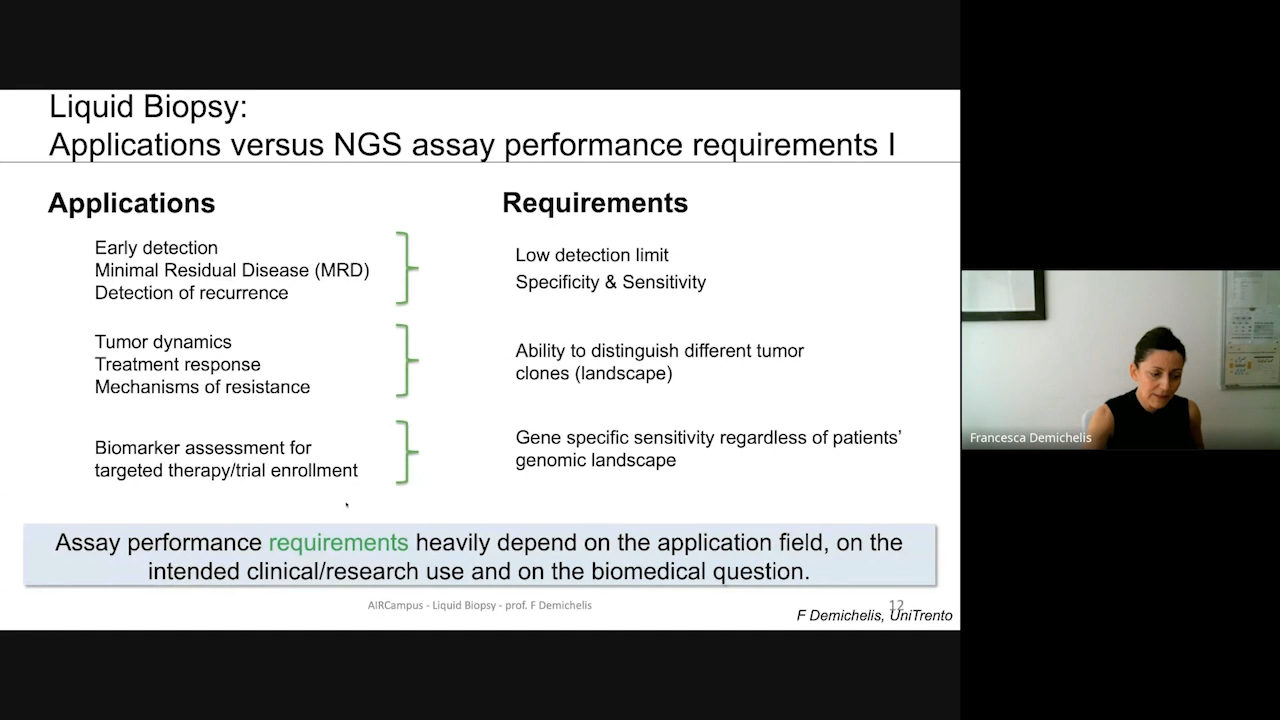 Liquid Biopsy:
Applications versus NGS assay performance requirements I
Applications
Early detection
Minimal Residual Disease (MRD)
Detection of recurrence
Tumor dynamics
Treatment response
Mechanisms of resistance
Biomarker assessment for
targeted therapy/trial enrollment
Requirements
Low detection limit
Specificity & Sensitivity
Ability to distinguish different tumor
clones (landscape)
Gene specific sensitivity regardless of patients’
genomic landscape
Assay performance requirements heavily depend on the application field, on the
intended clinical/research use and on the biomedical question.
AIRCampus - Liquid Biopsy - prof. F Demichelis
12
F Demichelis, UniTrento
Francesca Demichelis